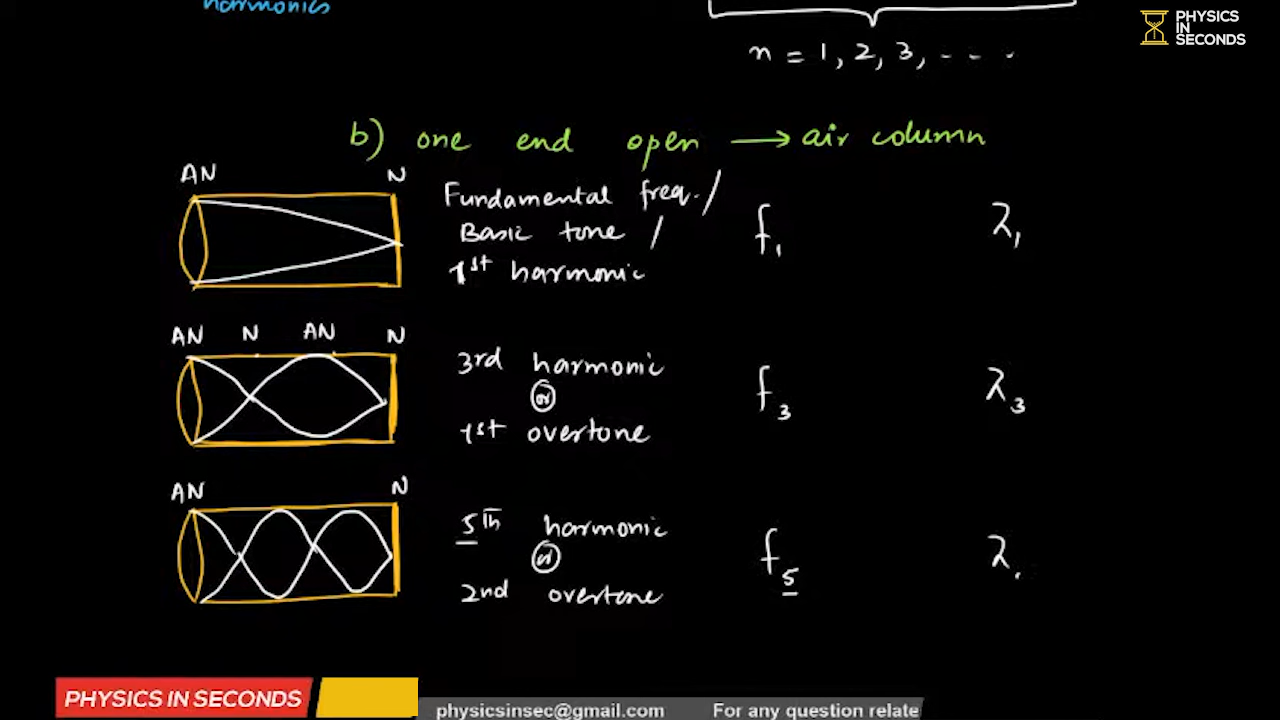 harmonics
PHYSICS
IN
SECONDS
n = 1, 2, 3, - - -
b) one end open → air column
AN N
Fundamental freq. /
Basic tone /
1st harmonic
f₁ λ₁
AN N AN N
3rd harmonic
or
1st overtone
f₃ λ₃
AN N
5th harmonic
or
2nd overtone
f₅ λ.
PHYSICS IN SECONDS
physicsinsec@gmail.com For any question relate